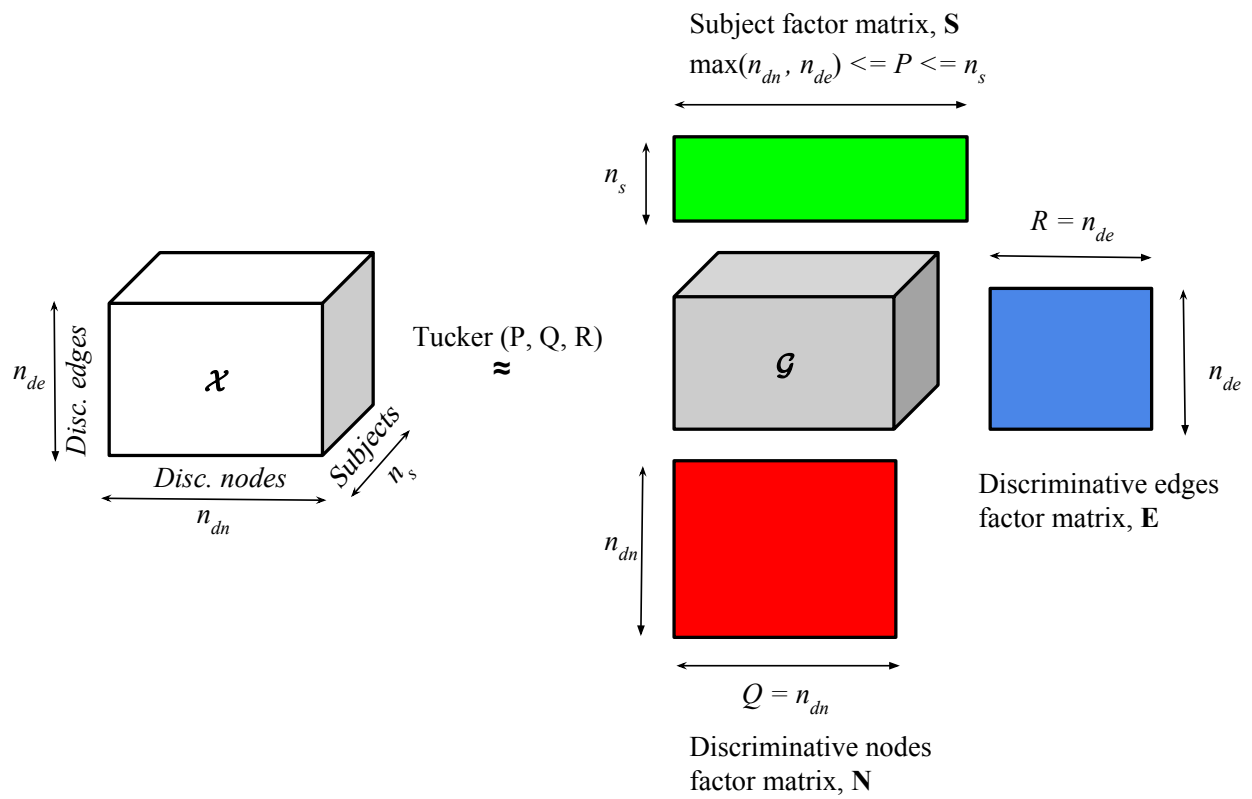 Subject factor matrix, S
max(n_dn, n_de) <= P <= n_s
n_s
R = n_de
n_de
Disc. edges
𝒳
Subjects
n_s
Disc. nodes
n_dn
Tucker (P, Q, R)
≈
𝒢
n_de
Discriminative edges
factor matrix, E
n_dn
Q = n_dn
Discriminative nodes
factor matrix, N